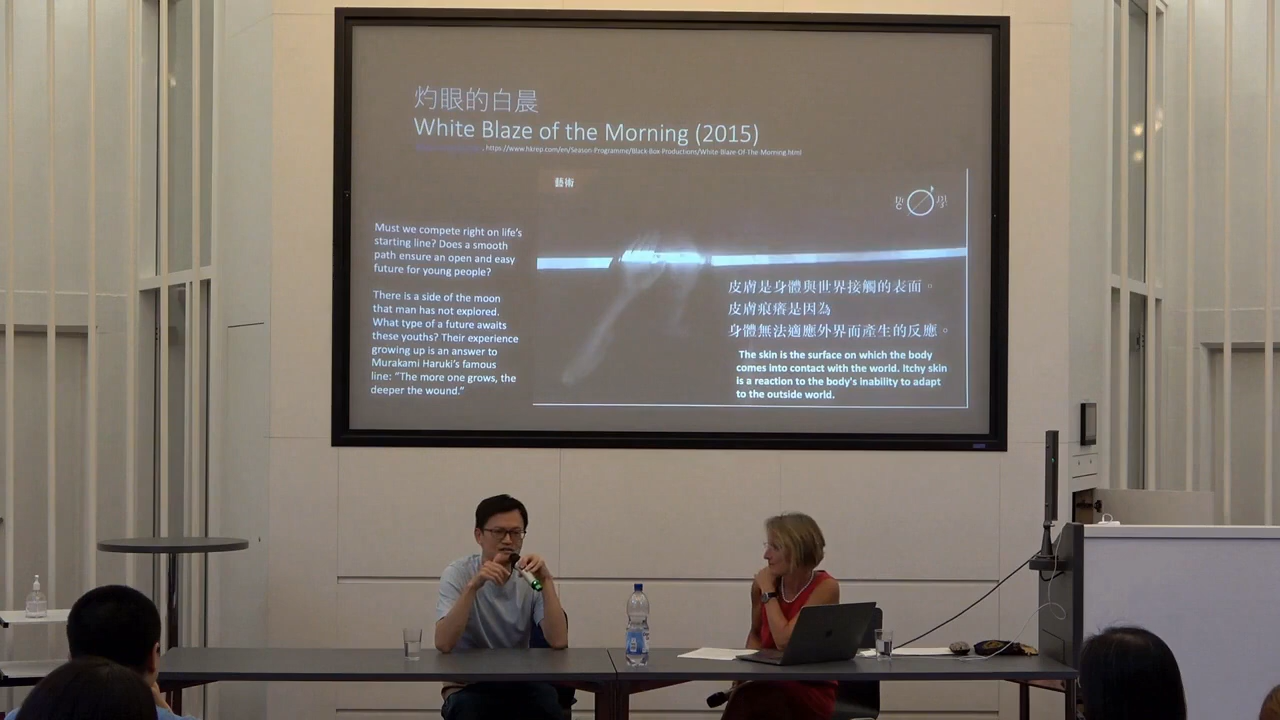 灼眼的白晨
White Blaze of the Morning (2015)
, https://www.hkrep.com/en/Season-Programme/Black-Box-Productions/White-Blaze-Of-The-Morning.html
藝術
Must we compete right on life's
starting line? Does a smooth
path ensure an open and easy
future for young people?
There is a side of the moon
that man has not explored.
What type of a future awaits
these youths? Their experience
growing up is an answer to
Murakami Haruki's famous
line: “The more one grows, the
deeper the wound.”
皮膚是身體與世界接觸的表面。
皮膚痕癢是因為
身體無法適應外界而產生的反應。
The skin is the surface on which the body
comes into contact with the world. Itchy skin
is a reaction to the body's inability to adapt
to the outside world.